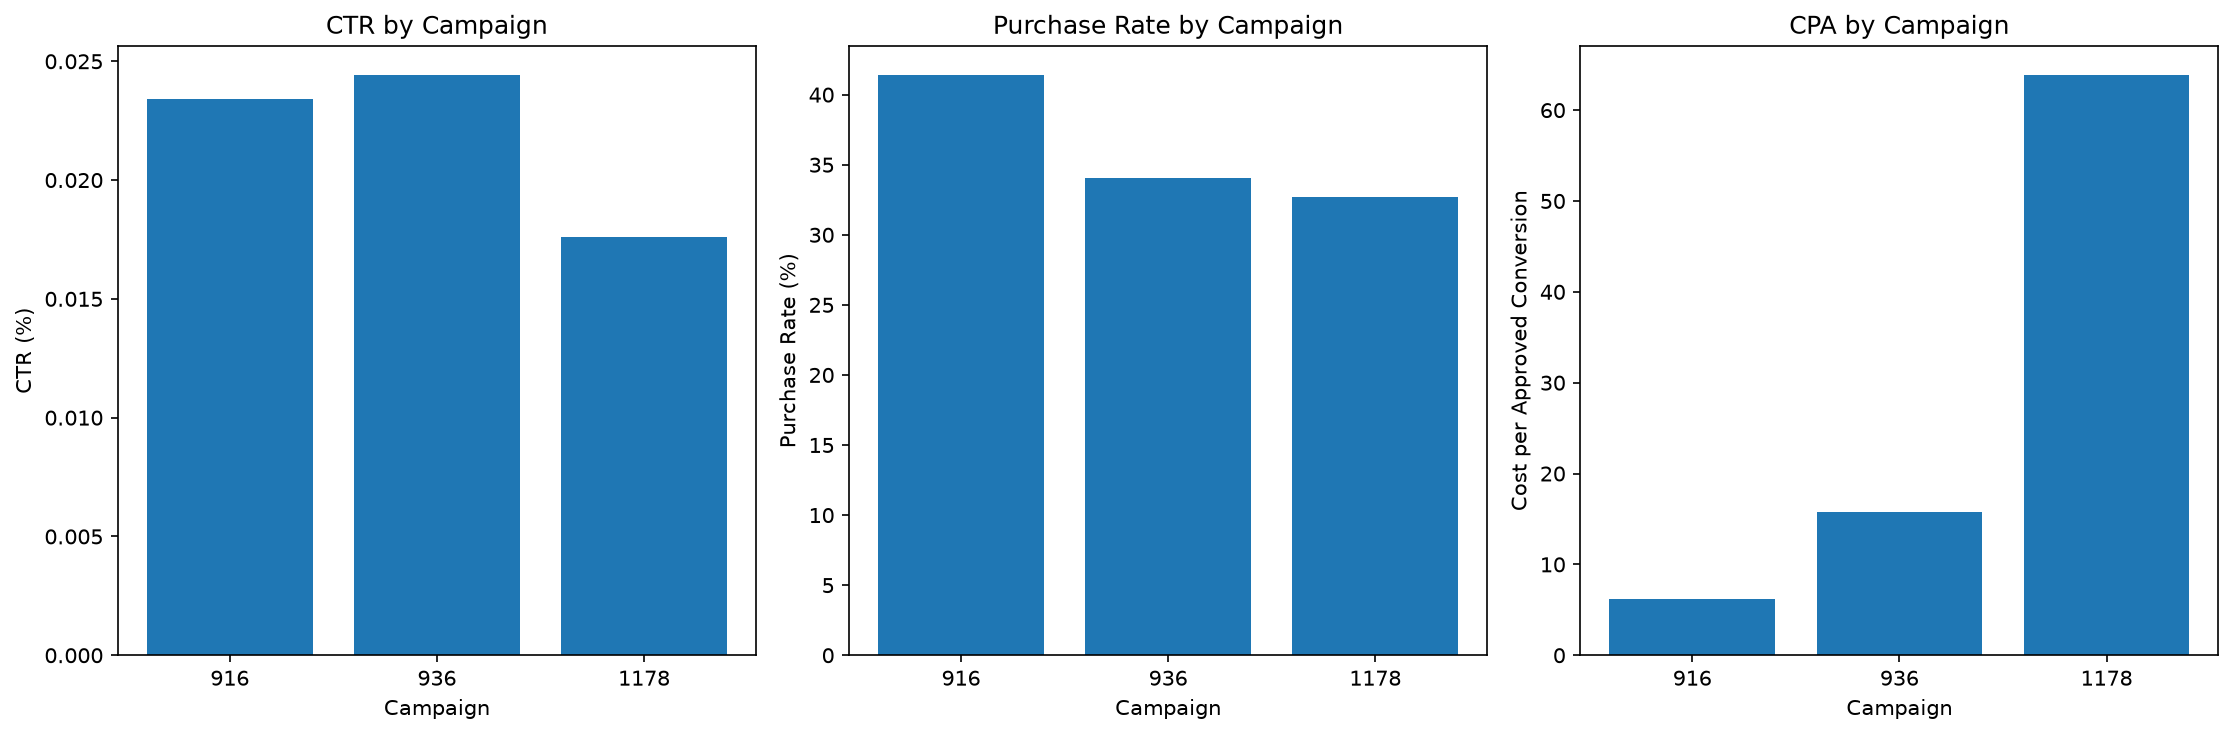 CTR by Campaign
CTR (%)
0.025
0.020
0.015
0.010
0.005
0.000
916 936 1178
Campaign
Purchase Rate by Campaign
Purchase Rate (%)
40
35
30
25
20
15
10
5
0
916 936 1178
Campaign
CPA by Campaign
Cost per Approved Conversion
60
50
40
30
20
10
0
916 936 1178
Campaign